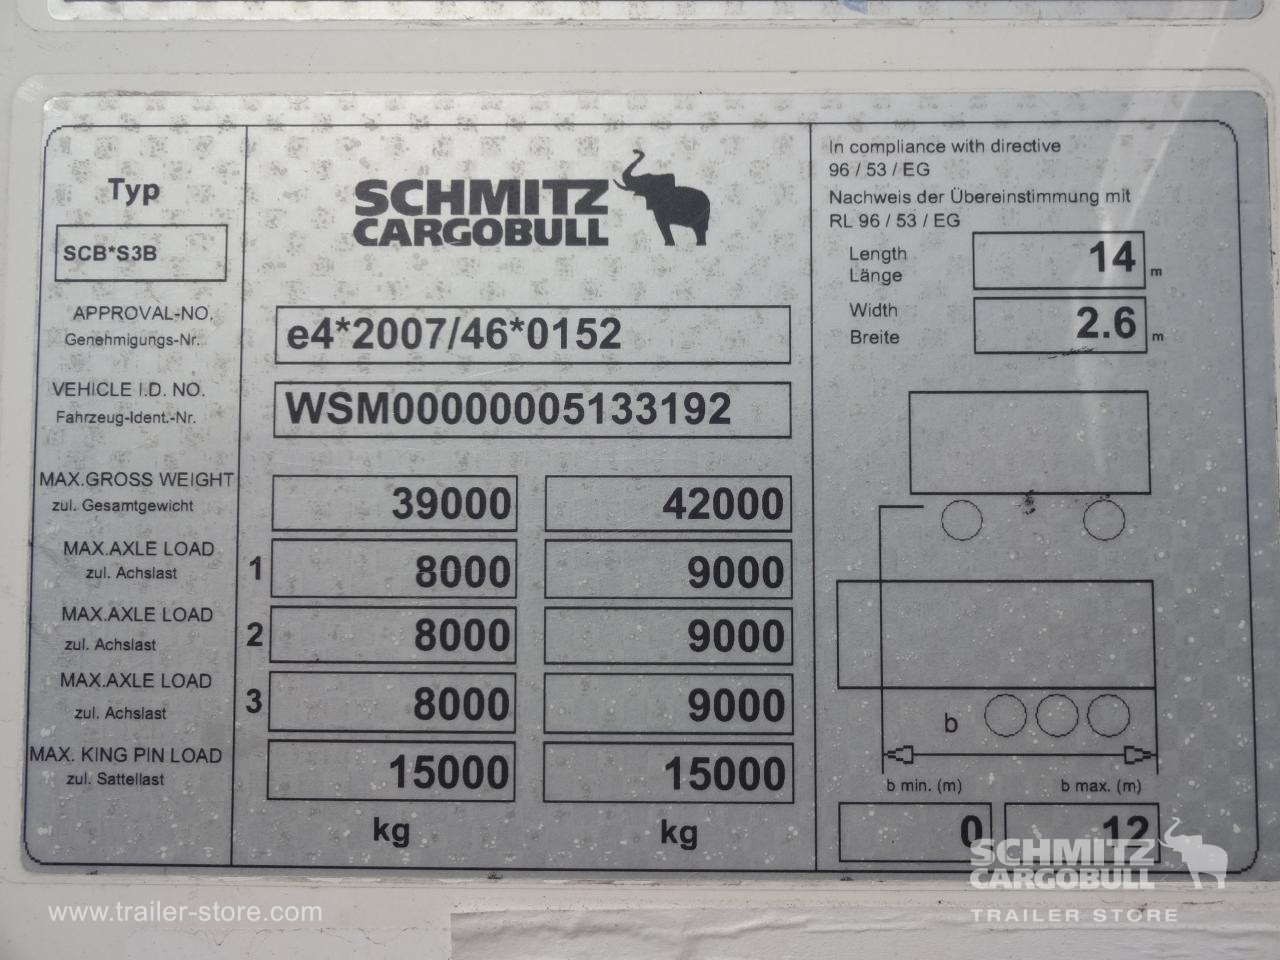 Typ
SCB*S3B
SCHMITZ
CARGOBULL
APPROVAL-NO.
Genehmigungs-Nr.
e4*2007/46*0152
VEHICLE I.D. NO.
Fahrzeug-Ident.-Nr.
WSM00000005133192
MAX.GROSS WEIGHT
zul. Gesamtgewicht
39000 42000
MAX.AXLE LOAD
zul. Achslast
1 8000 9000
MAX.AXLE LOAD
zul. Achslast
2 8000 9000
MAX.AXLE LOAD
zul. Achslast
3 8000 9000
MAX. KING PIN LOAD
zul. Sattellast
15000 15000
kg kg
In compliance with directive
96 / 53 / EG
Nachweis der Übereinstimmung mit
RL 96 / 53 / EG
Length
Länge
14 m
Width
Breite
2.6 m
b
b min. (m) b max. (m)
0 12
www.trailer-store.com
SCHMITZ
CARGOBULL
TRAILER STORE